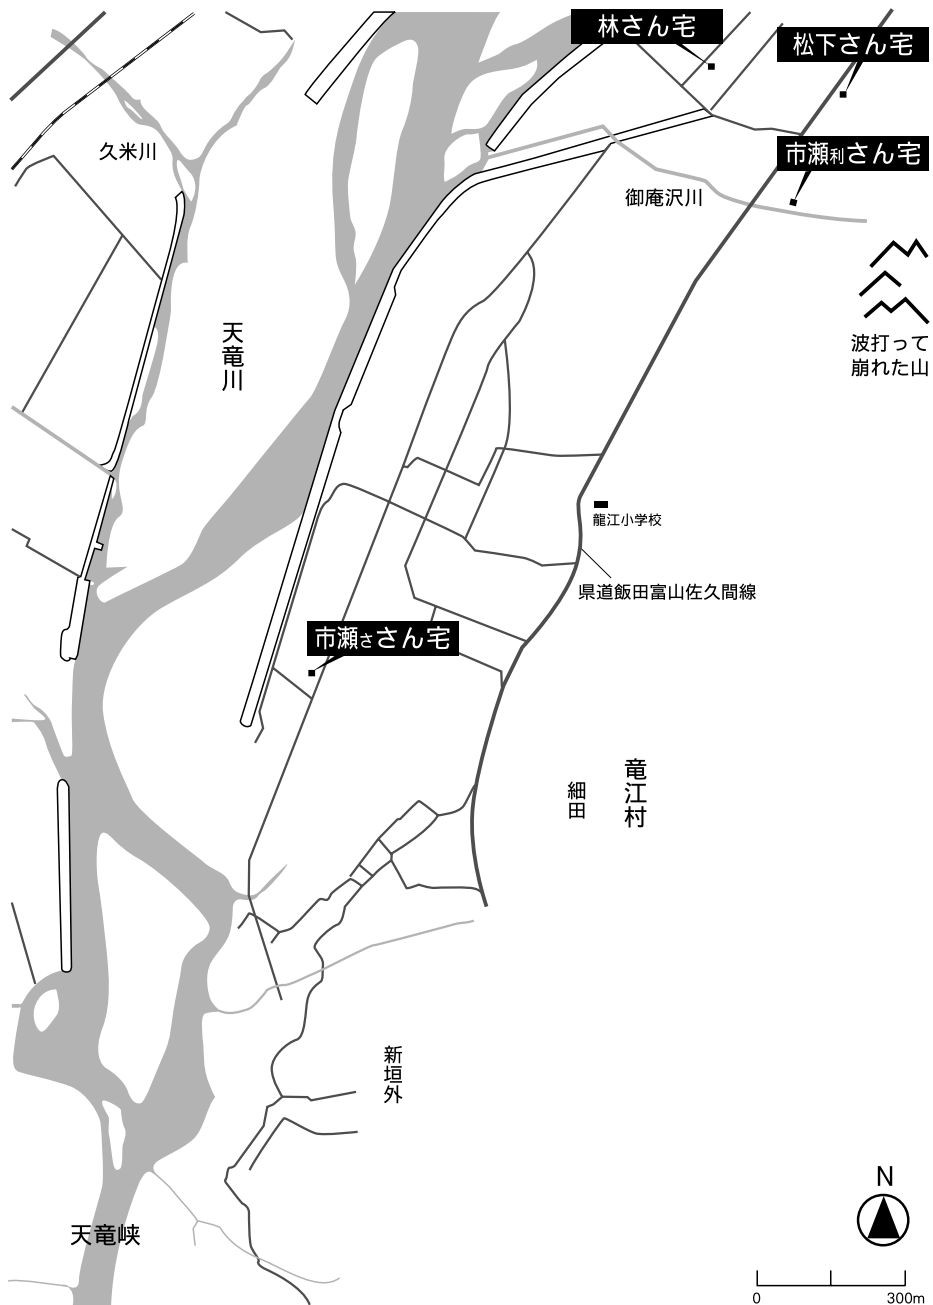 林さん宅
松下さん宅
久米川
市瀬利さん宅
御庵沢川
天竜川
波打って
崩れた山
龍江小学校
県道飯田富山佐久間線
市瀬ささん宅
竜江村
細田
新垣外
N
天竜峡
0 300m